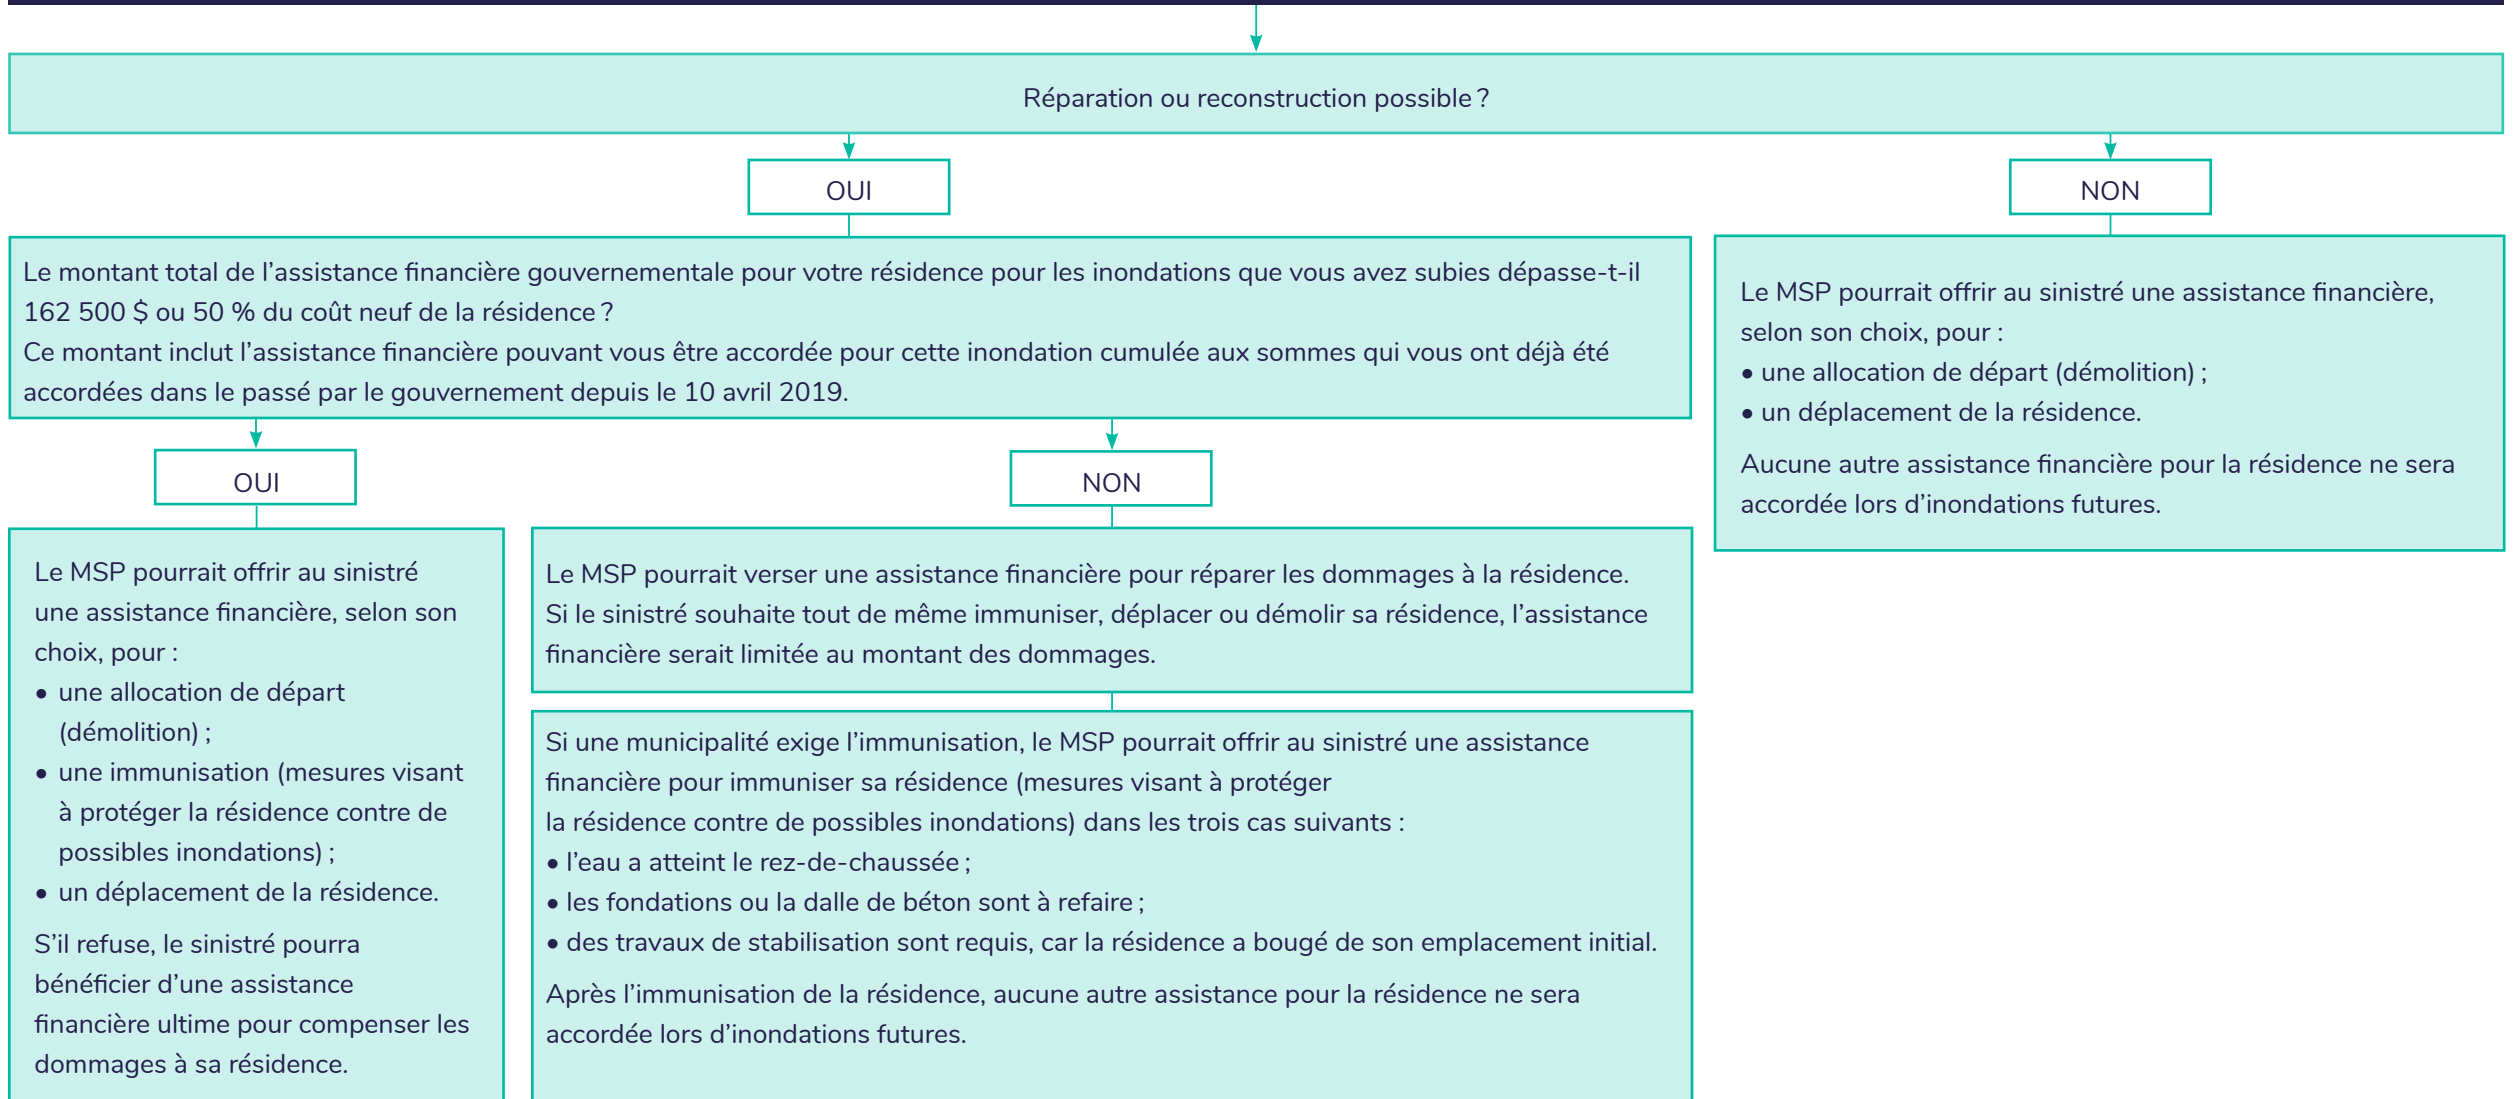 Réparation ou reconstruction possible ?
OUI
NON
Le montant total de l’assistance financière gouvernementale pour votre résidence pour les inondations que vous avez subies dépasse-t-il
162 500 $ ou 50 % du coût neuf de la résidence ?
Ce montant inclut l’assistance financière pouvant vous être accordée pour cette inondation cumulée aux sommes qui vous ont déjà été
accordées dans le passé par le gouvernement depuis le 10 avril 2019.
Le MSP pourrait offrir au sinistré une assistance financière,
selon son choix, pour :
• une allocation de départ (démolition) ;
• un déplacement de la résidence.
Aucune autre assistance financière pour la résidence ne sera
accordée lors d’inondations futures.
OUI
NON
Le MSP pourrait offrir au sinistré
une assistance financière, selon son
choix, pour :
• une allocation de départ
(démolition) ;
• une immunisation (mesures visant
à protéger la résidence contre de
possibles inondations) ;
• un déplacement de la résidence.
S’il refuse, le sinistré pourra
bénéficier d’une assistance
financière ultime pour compenser les
dommages à sa résidence.
Le MSP pourrait verser une assistance financière pour réparer les dommages à la résidence.
Si le sinistré souhaite tout de même immuniser, déplacer ou démolir sa résidence, l’assistance
financière serait limitée au montant des dommages.
Si une municipalité exige l’immunisation, le MSP pourrait offrir au sinistré une assistance
financière pour immuniser sa résidence (mesures visant à protéger
la résidence contre de possibles inondations) dans les trois cas suivants :
• l’eau a atteint le rez-de-chaussée ;
• les fondations ou la dalle de béton sont à refaire ;
• des travaux de stabilisation sont requis, car la résidence a bougé de son emplacement initial.
Après l’immunisation de la résidence, aucune autre assistance pour la résidence ne sera
accordée lors d’inondations futures.